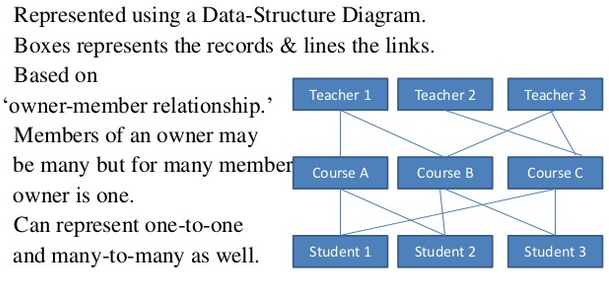 Represented using a Data-Structure Diagram.
Boxes represents the records & lines the links.
Based on
‘owner-member relationship.’
Members of an owner may
be many but for many member
owner is one.
Can represent one-to-one
and many-to-many as well.
Teacher 1
Teacher 2
Teacher 3
Course A
Course B
Course C
Student 1
Student 2
Student 3